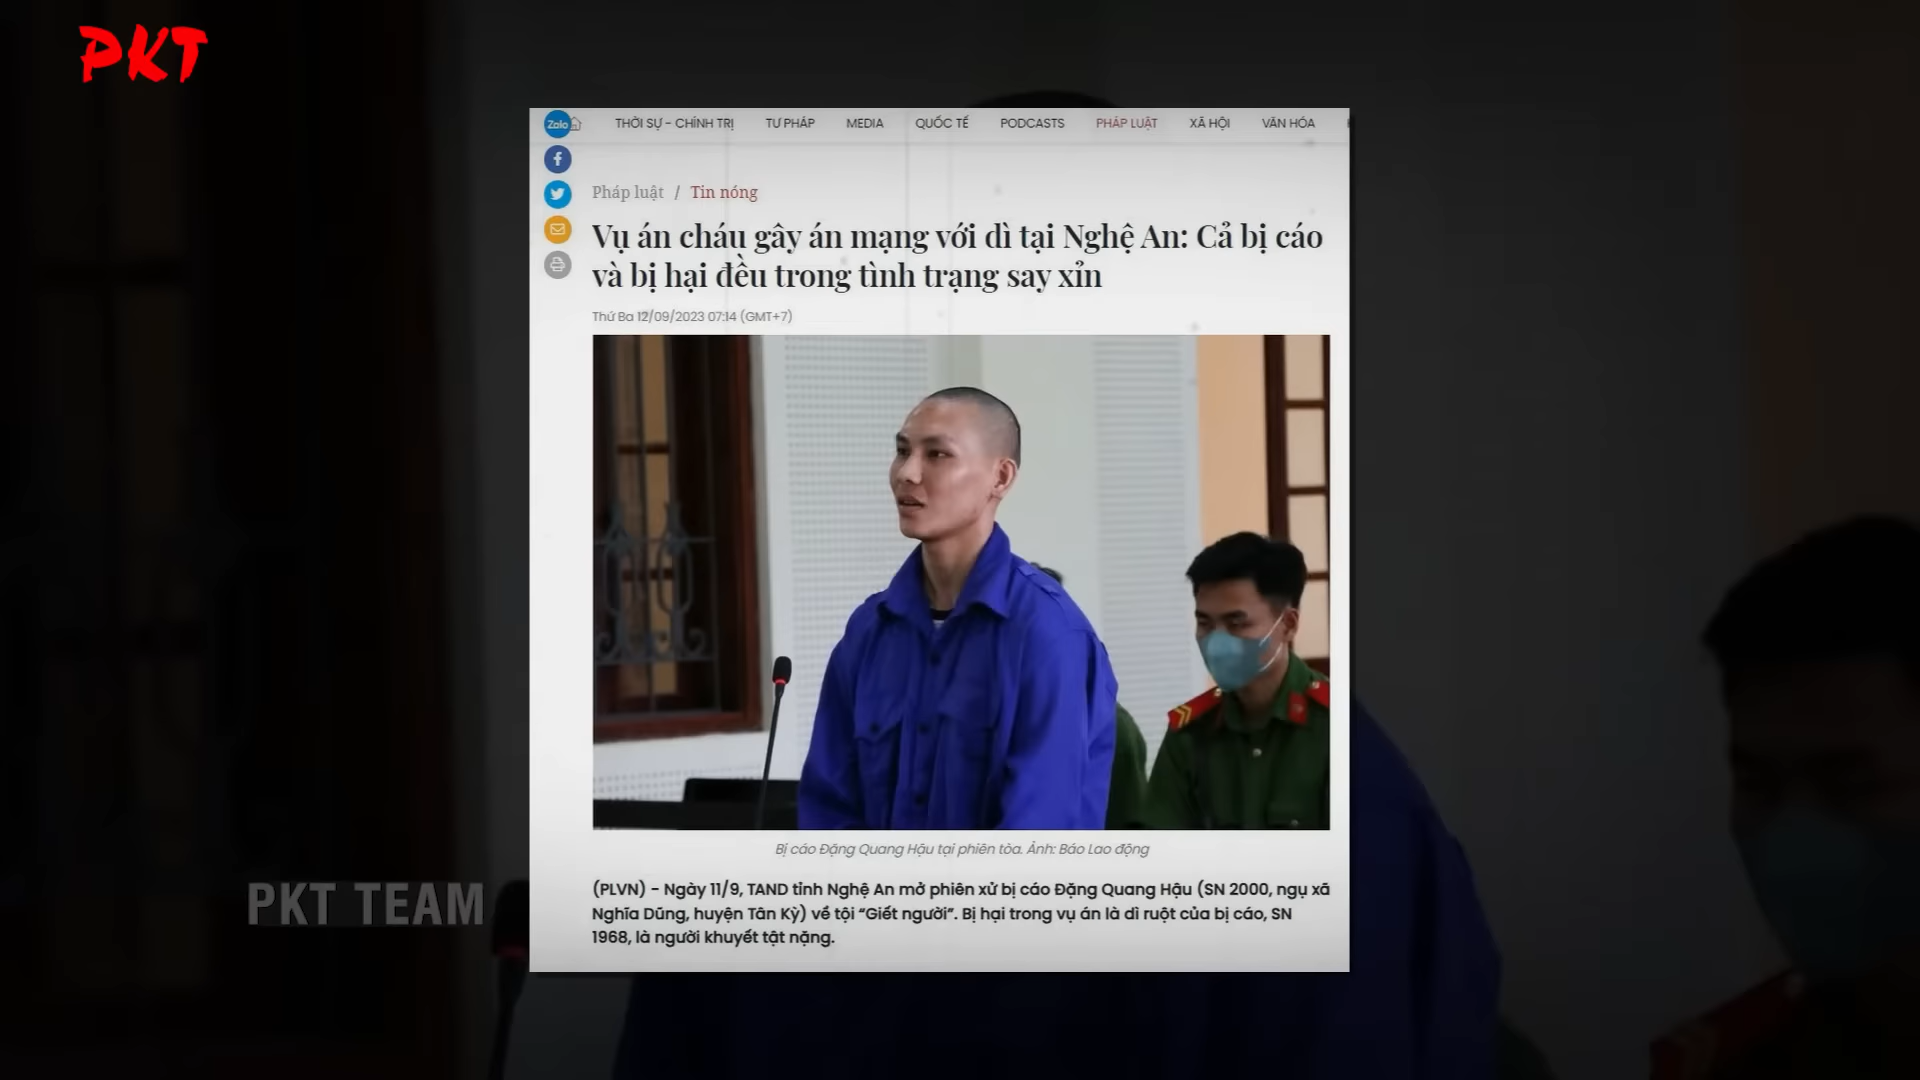 PKT
Zalo
THỜI SỰ - CHÍNH TRỊ TƯ PHÁP MEDIA QUỐC TẾ PODCASTS PHÁP LUẬT XÃ HỘI VĂN HÓA
Pháp luật / Tin nóng
Vụ án cháu gây án mạng với dì tại Nghệ An: Cả bị cáo
và bị hại đều trong tình trạng say xỉn
Thứ Ba 12/09/2023 07:14 (GMT+7)
Bị cáo Đặng Quang Hậu tại phiên tòa. Ảnh: Báo Lao động
(PLVN) - Ngày 11/9, TAND tỉnh Nghệ An mở phiên xử bị cáo Đặng Quang Hậu (SN 2000, ngụ xã
Nghĩa Dũng, huyện Tân Kỳ) về tội “Giết người”. Bị hại trong vụ án là dì ruột của bị cáo, SN
1968, là người khuyết tật nặng.
PKT TEAM